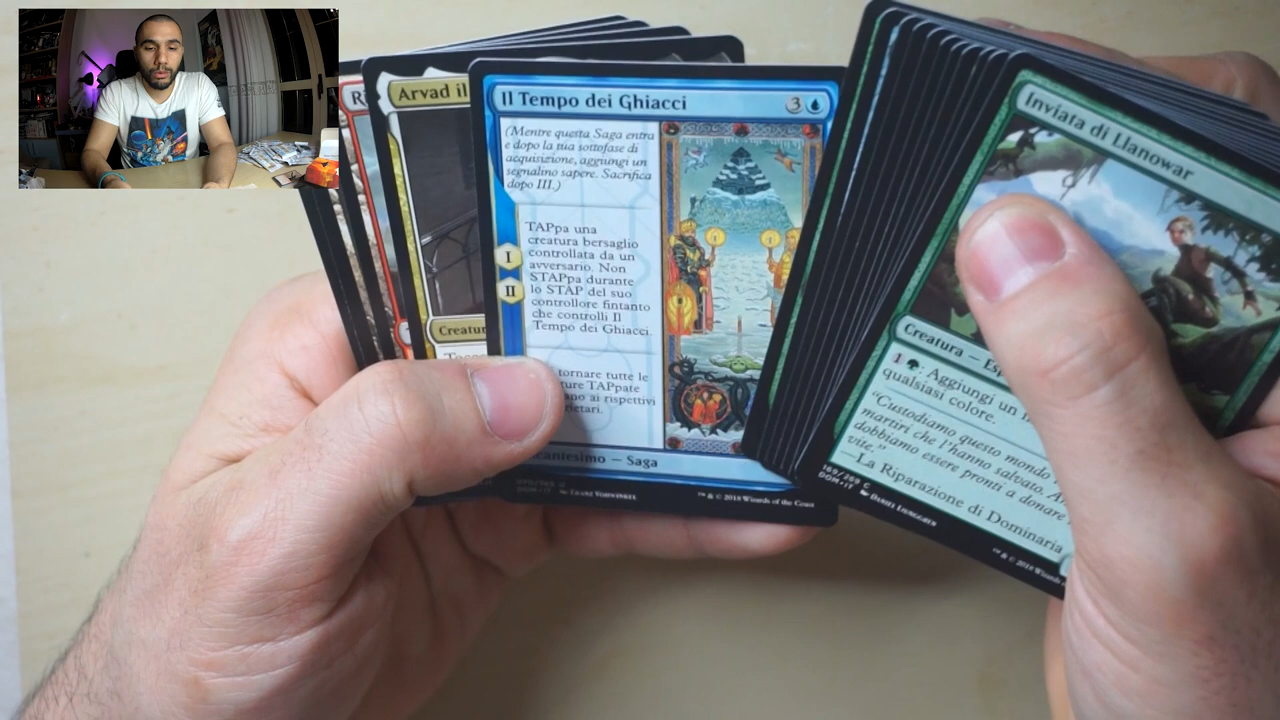 Arvad il
Il Tempo dei Ghiacci
3
(Mentre questa Saga entra
e dopo la tua sottofase di
acquisizione, aggiungi un
segnalino sapere. Sacrifica
dopo III.)
I
II
TAPpa una
creatura bersaglio
controllata da un
avversario. Non
STAPpa durante
lo STAP del suo
controllore fintanto
che controlli Il
Tempo dei Ghiacci.
tornare tutte le
TAPpate
ai rispettivi
— Saga
™ & © 2018 Wizards of the Coast
Inviata di Llanowar
Creatura —
1 : Aggiungi un
qualsiasi colore.
“Custodiamo questo mondo
martiri che l’hanno salvato.
dobbiamo essere pronti a donare
vite.”
—La Riparazione di Dominaria
169/269 C
DOM • IT
™ & © 2018 Wizards